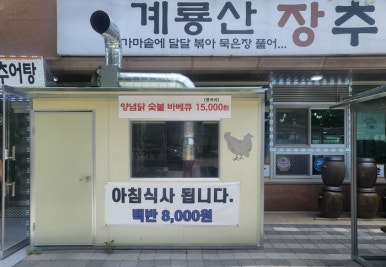 계룡산 장추
가마솥에 달달 볶아 묵은장 풀어...
추어탕
양념닭 숯불 바베큐 15,000원
아침식사 됩니다.
백반 8,000원